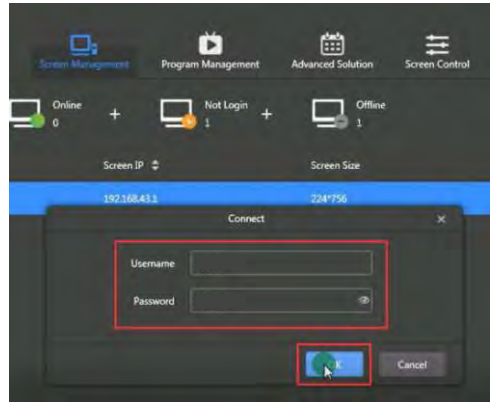 Screen Management Program Management Advanced Solution Screen Control
Online + Not Login + Offline
0 1 1
Screen IP Screen Size
192.168.43.1 224*756
Connect
Username
Password
Cancel